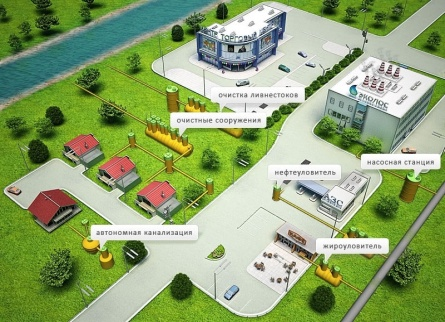 ТОРГОВЫЙ
очистка ливнестоков
ЭКОЛОС
очистные сооружения
насосная станция
нефтеуловитель
АЗС
автономная канализация
жироуловитель